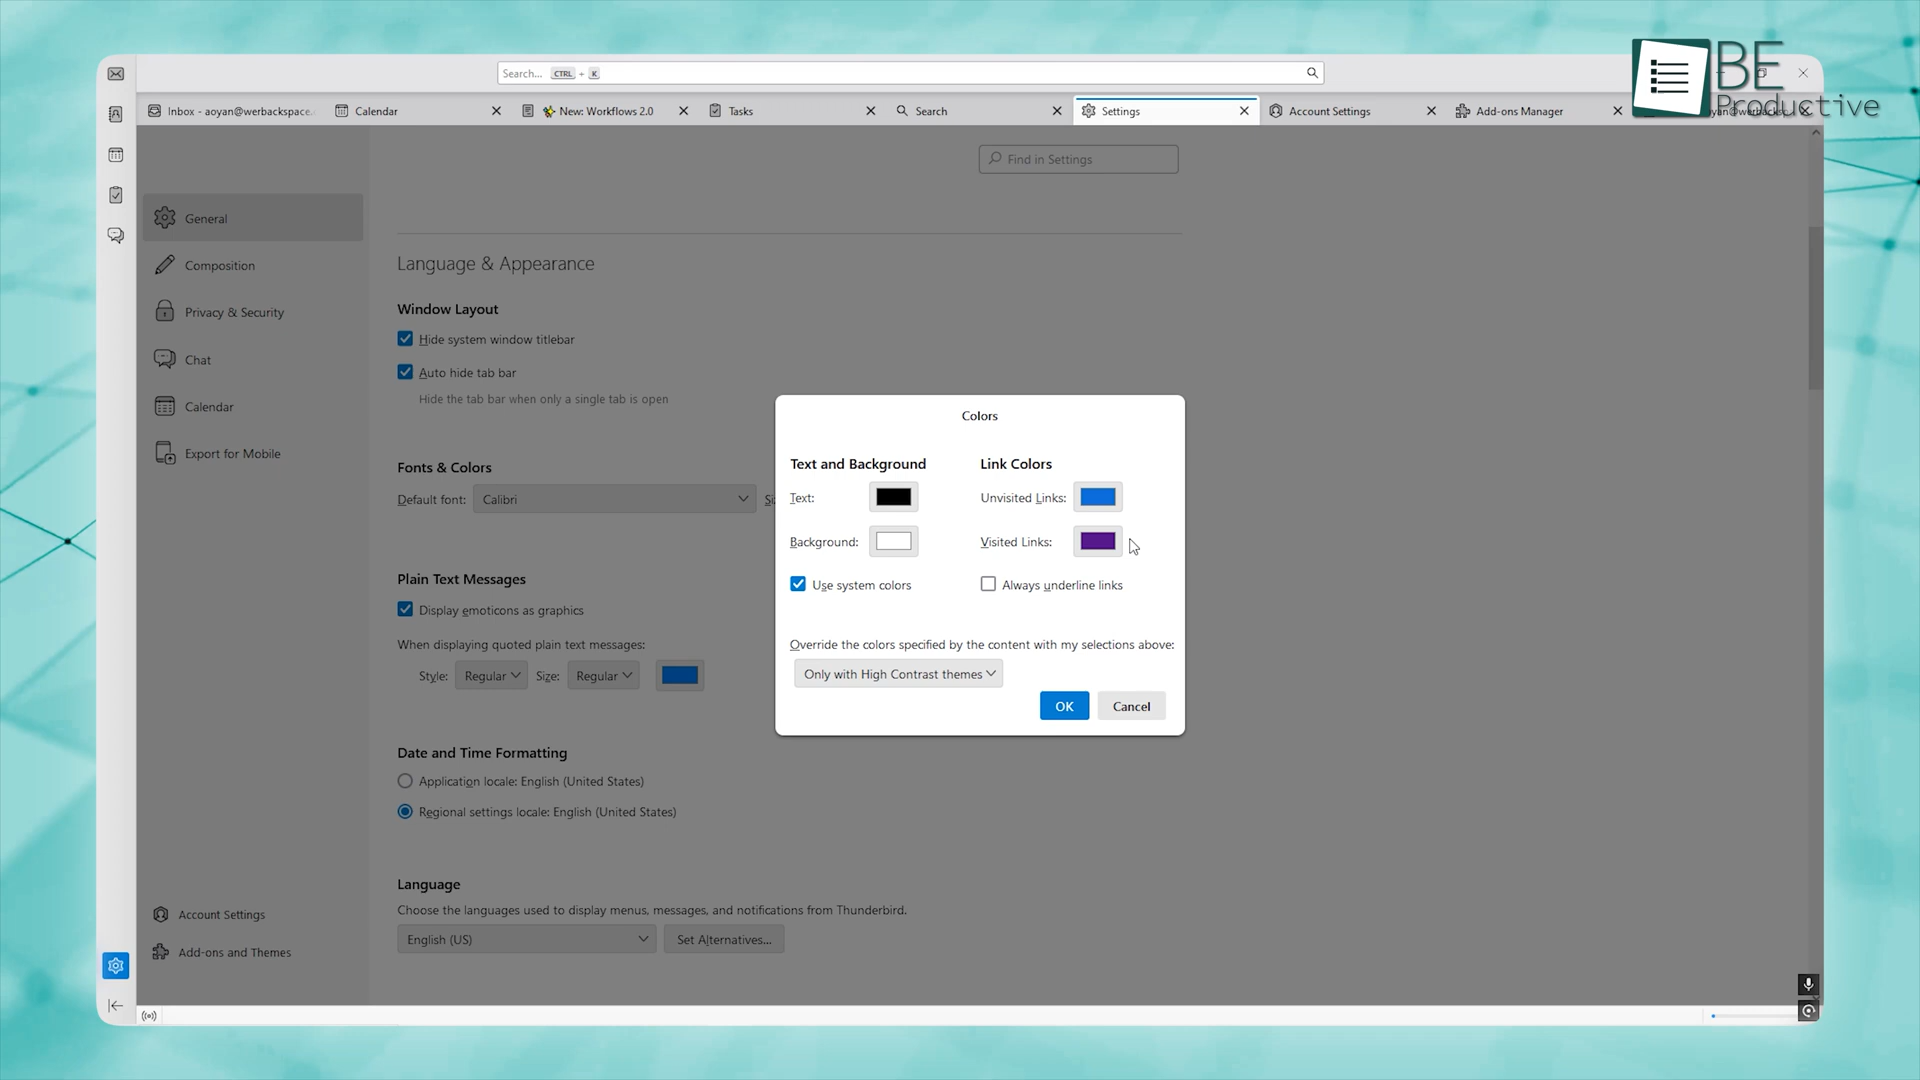 BE
Productive
Search... CTRL + K
Inbox - aoyan@werbackspace.
Calendar
New: Workflows 2.0
Tasks
Search
Settings
Account Settings
Add-ons Manager
Find in Settings
General
Composition
Privacy & Security
Chat
Calendar
Export for Mobile
Account Settings
Add-ons and Themes
Language & Appearance
Window Layout
Hide system window titlebar
Auto hide tab bar
Hide the tab bar when only a single tab is open
Fonts & Colors
Default font: Calibri
Plain Text Messages
Display emoticons as graphics
When displaying quoted plain text messages:
Style: Regular Size: Regular
Date and Time Formatting
Application locale: English (United States)
Regional settings locale: English (United States)
Language
Choose the languages used to display menus, messages, and notifications from Thunderbird.
English (US) Set Alternatives...
Colors
Text and Background
Text:
Background:
Use system colors
Link Colors
Unvisited Links:
Visited Links:
Always underline links
Override the colors specified by the content with my selections above:
Only with High Contrast themes
OK Cancel